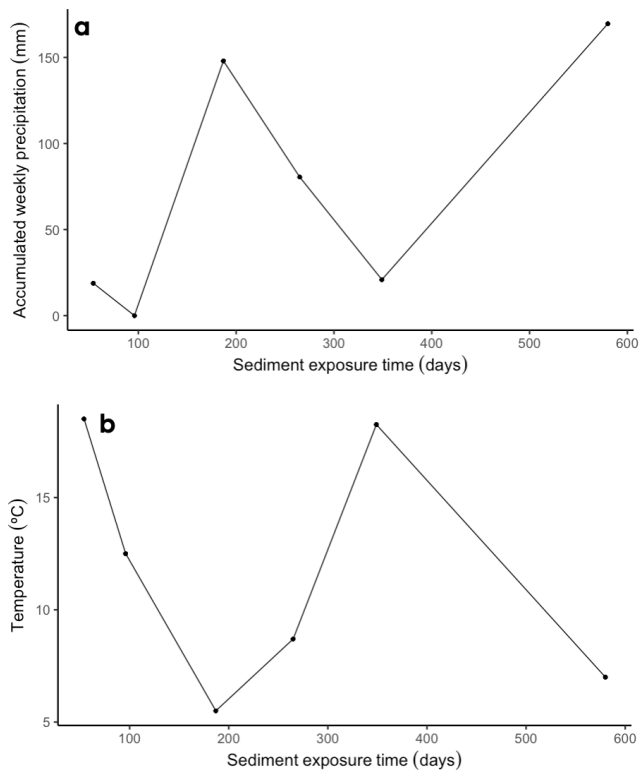 a
Accumulated weekly precipitation (mm)
150
100
50
0
100 200 300 400 500 600
Sediment exposure time (days)
b
Temperature (ºC)
15
10
5
100 200 300 400 500 600
Sediment exposure time (days)